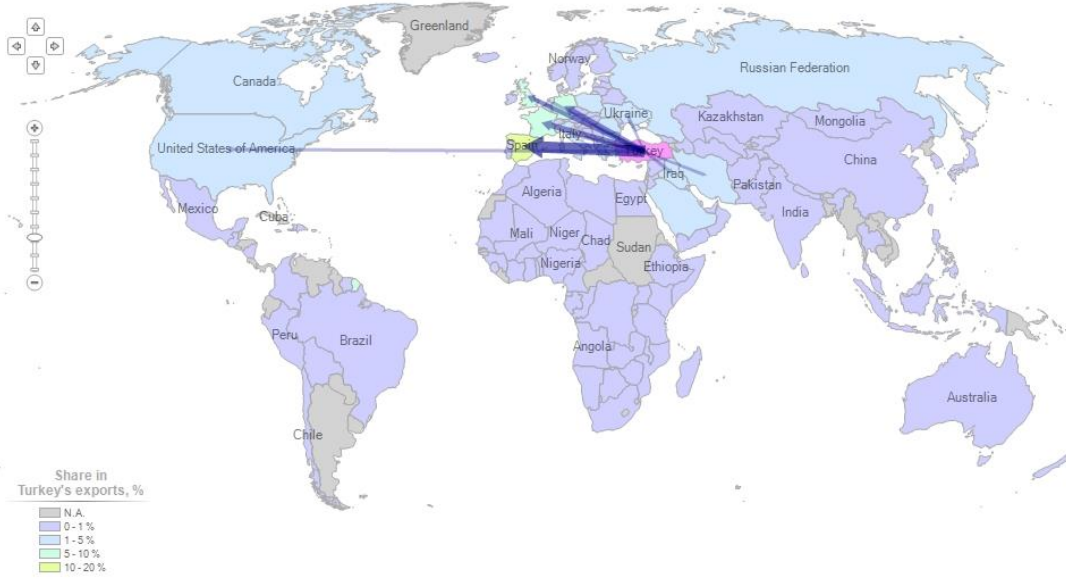 Greenland
Norway
Canada
Russian Federation
Ukraine
Kazakhstan
Mongolia
Italy
United States of America
Spain
Turkey
China
Iraq
Pakistan
Algeria
Egypt
India
Mexico
Cuba
Mali
Niger
Chad
Sudan
Nigeria
Ethiopia
Peru
Brazil
Angola
Australia
Chile
Share in
Turkey's exports, %
N.A.
0 - 1 %
1 - 5 %
5 - 10 %
10 - 20 %